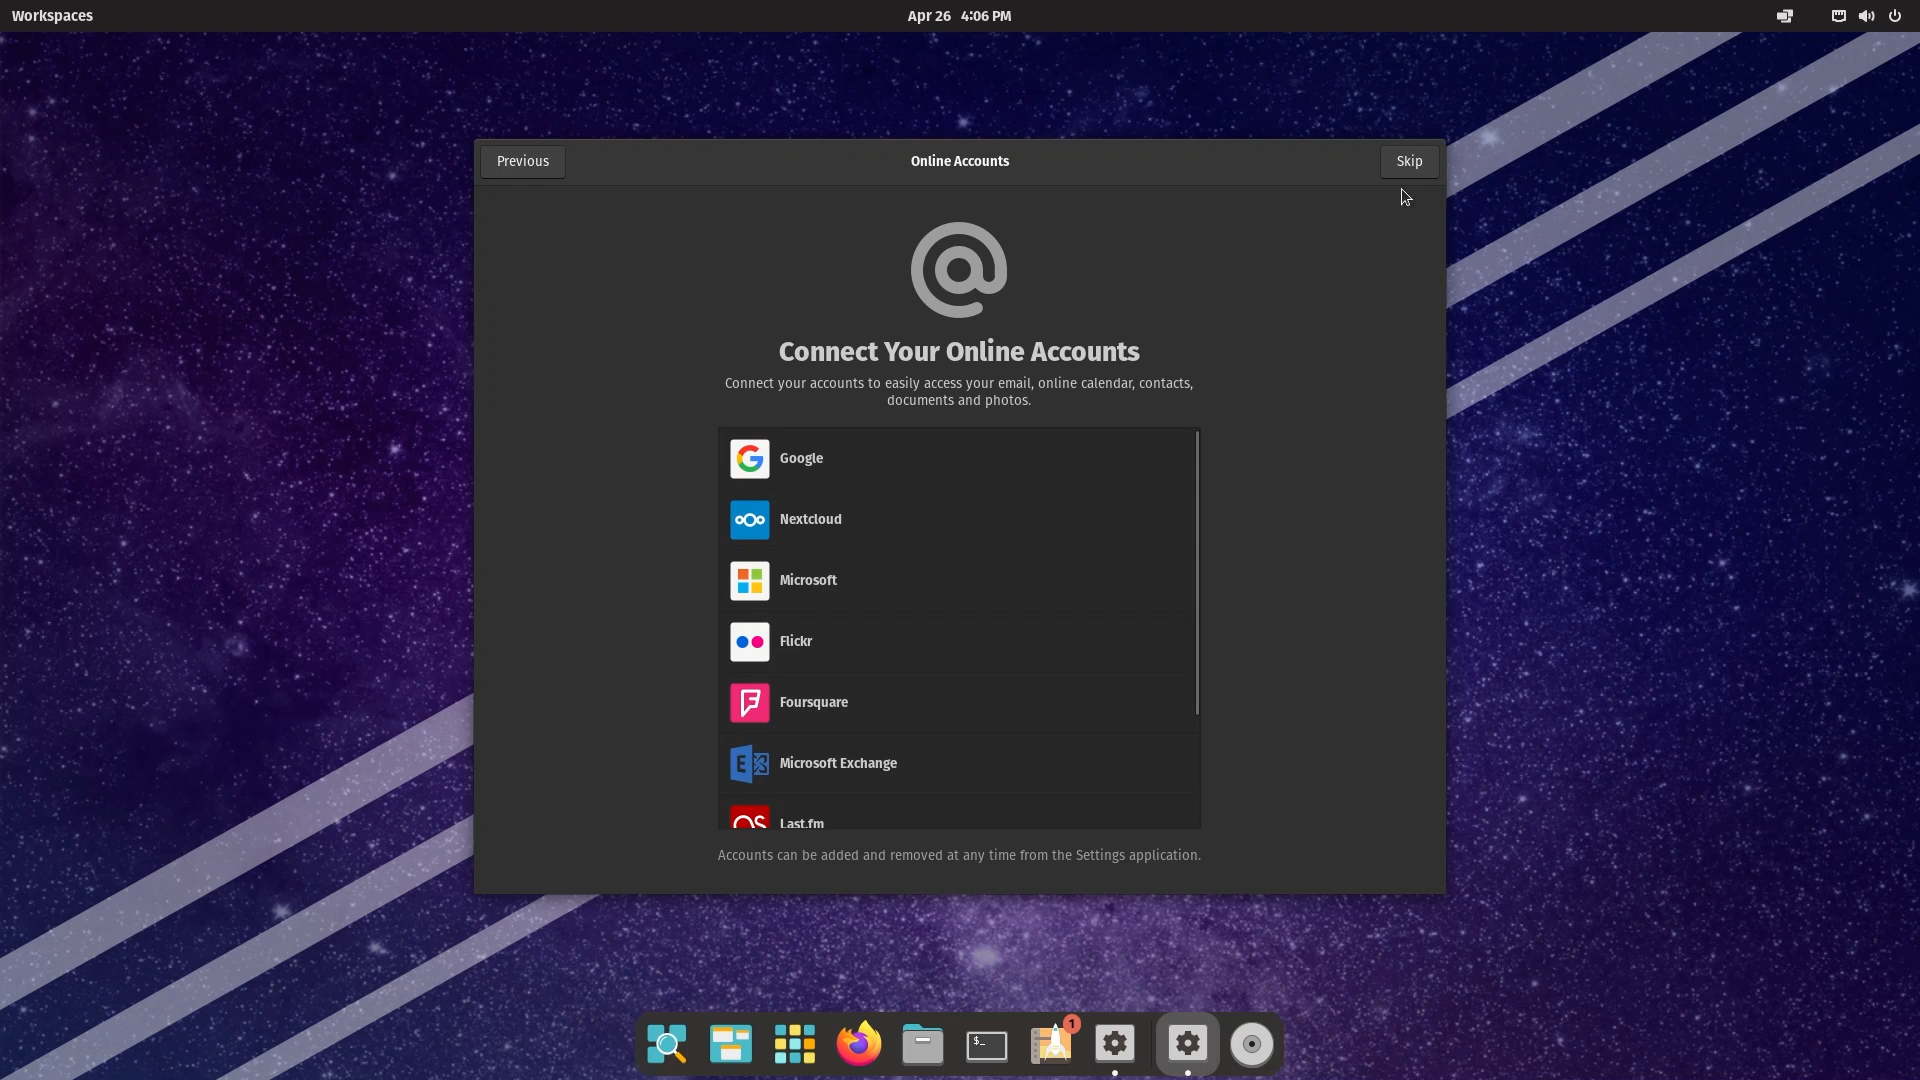 Workspaces
Apr 26 4:06 PM
Previous
Online Accounts
Skip
Connect Your Online Accounts
Connect your accounts to easily access your email, online calendar, contacts,
documents and photos.
Google
Nextcloud
Microsoft
Flickr
Foursquare
Microsoft Exchange
Last.fm
Accounts can be added and removed at any time from the Settings application.
$_
1